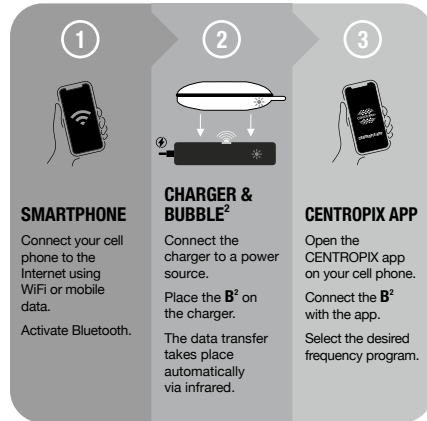 1
2
3
SMARTPHONE
Connect your cell
phone to the
Internet using
WiFi or mobile
data.
Activate Bluetooth.
CHARGER &
BUBBLE²
Connect the
charger to a power
source.
Place the B² on
the charger.
The data transfer
takes place
automatically
via infrared.
CENTROPIX APP
Open the
CENTROPIX app
on your cell phone.
Connect the B²
with the app.
Select the desired
frequency program.